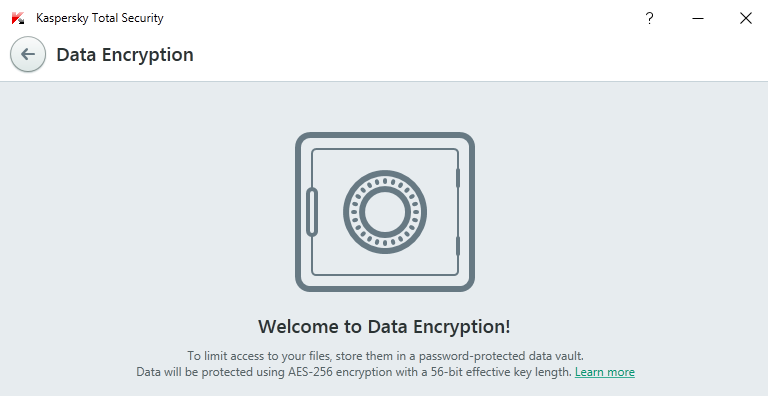 Kaspersky Total Security
?
Data Encryption
Welcome to Data Encryption!
To limit access to your files, store them in a password-protected data vault.
Data will be protected using AES-256 encryption with a 56-bit effective key length. Learn more